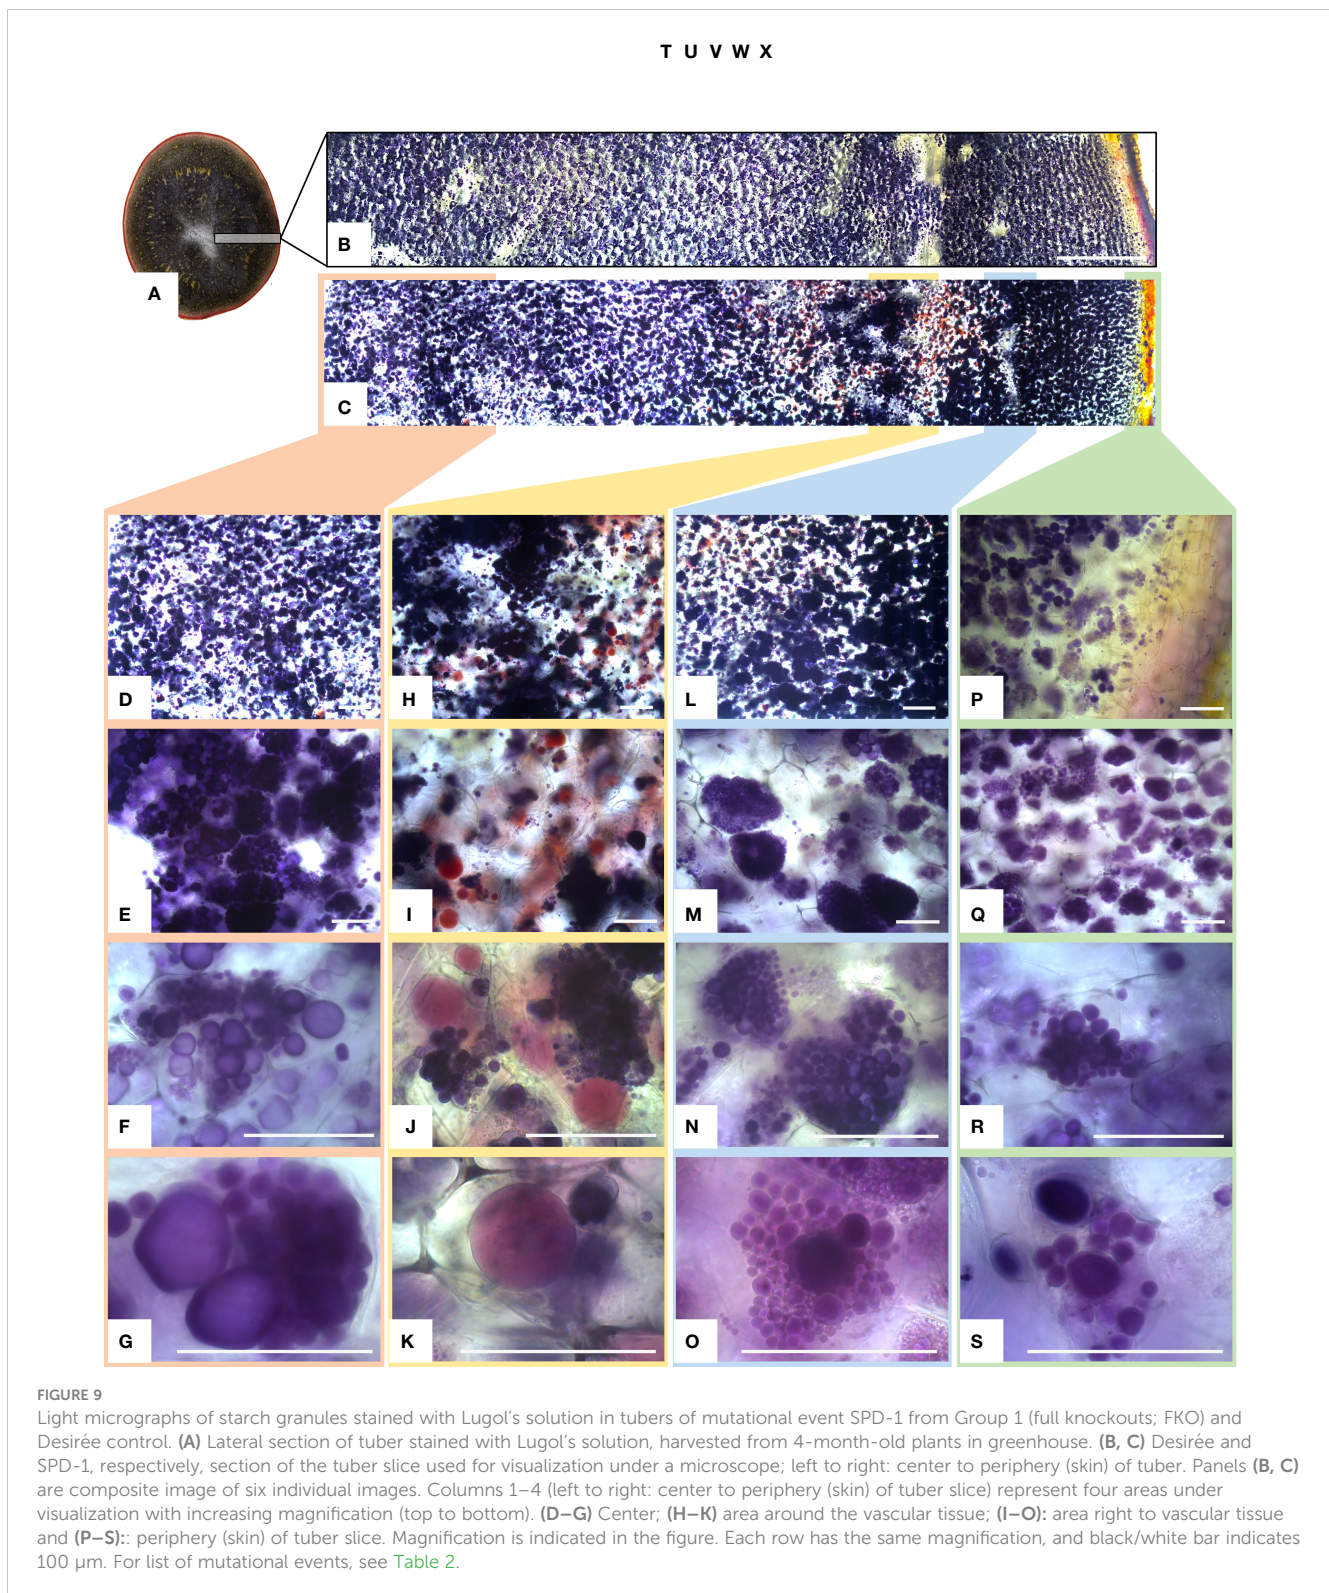 T U V W X
B
A
C
D
H
L
P
E
I
M
Q
F
J
N
R
G
K
O
S
FIGURE 9
Light micrographs of starch granules stained with Lugol’s solution in tubers of mutational event SPD-1 from Group 1 (full knockouts; FKO) and
Desirée control. (A) Lateral section of tuber stained with Lugol’s solution, harvested from 4-month-old plants in greenhouse. (B, C) Desirée and
SPD-1, respectively, section of the tuber slice used for visualization under a microscope; left to right: center to periphery (skin) of tuber. Panels (B, C)
are composite image of six individual images. Columns 1–4 (left to right: center to periphery (skin) of tuber slice) represent four areas under
visualization with increasing magnification (top to bottom). (D–G) Center; (H–K) area around the vascular tissue; (I–O): area right to vascular tissue
and (P–S):: periphery (skin) of tuber slice. Magnification is indicated in the figure. Each row has the same magnification, and black/white bar indicates
100 µm. For list of mutational events, see Table 2.